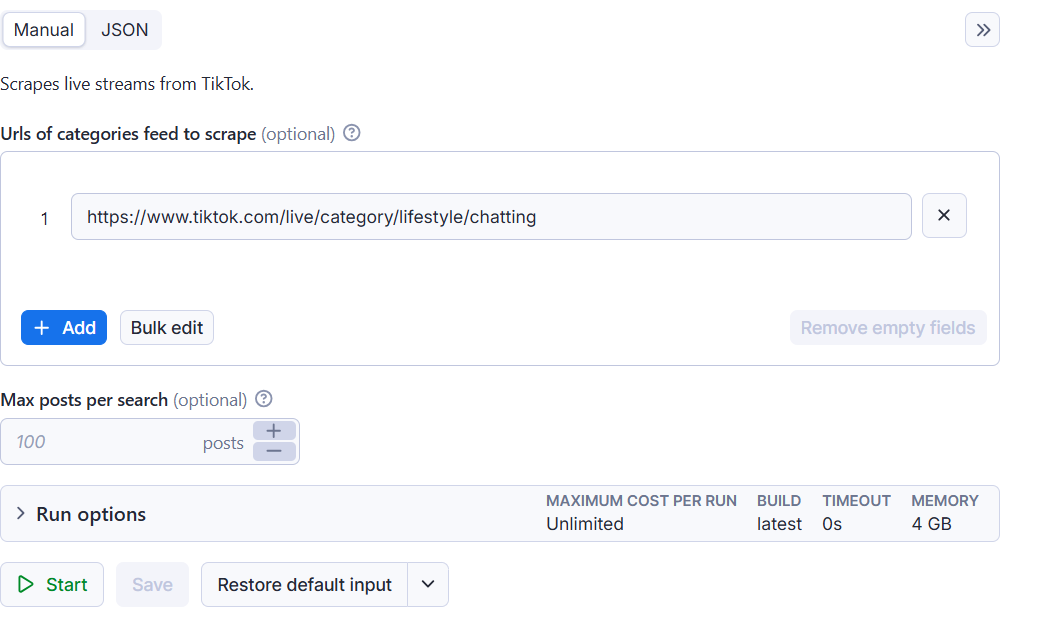 Manual JSON
Scrapes live streams from TikTok.
Urls of categories feed to scrape (optional) ?
1 https://www.tiktok.com/live/category/lifestyle/chatting ×
+ Add Bulk edit Remove empty fields
Max posts per search (optional) ?
100 posts + −
Run options
MAXIMUM COST PER RUN BUILD TIMEOUT MEMORY
Unlimited latest 0s 4 GB
Start Save Restore default input